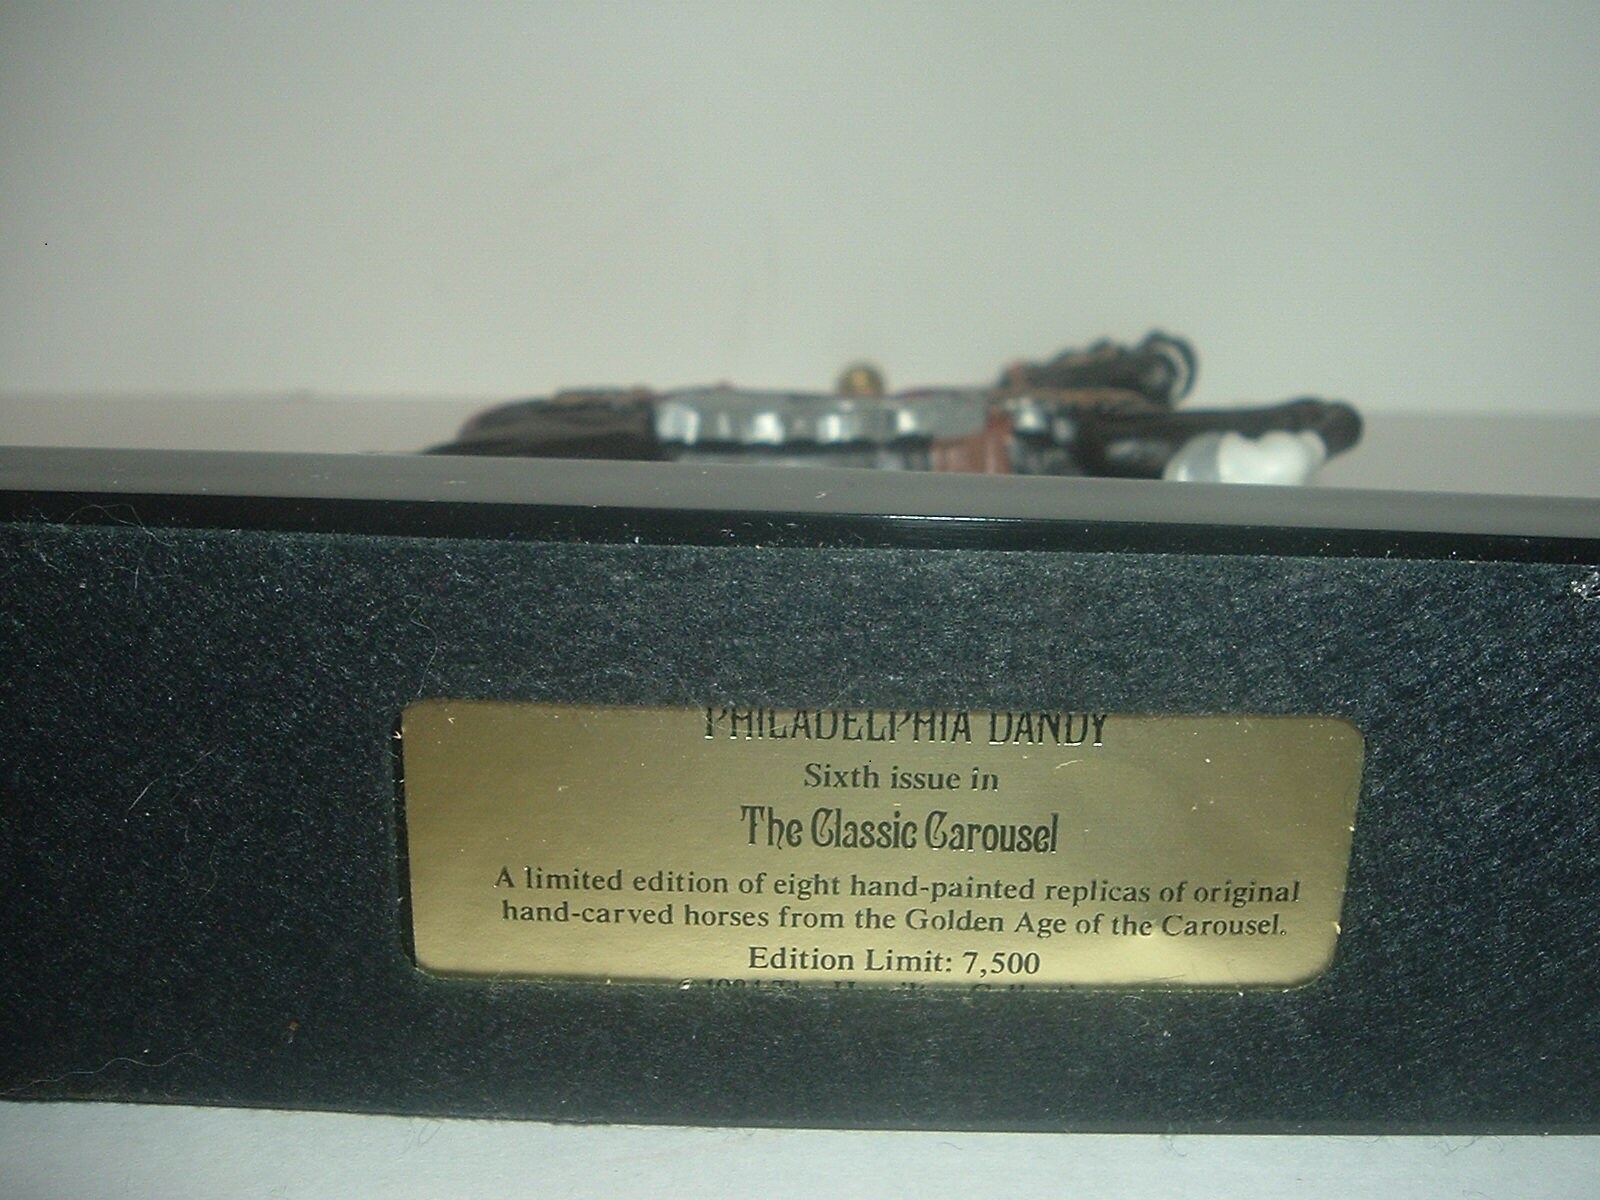 PHILADELPHIA DANDY
Sixth issue in
The Classic Carousel
A limited edition of eight hand-painted replicas of original
hand-carved horses from the Golden Age of the Carousel.
Edition Limit: 7,500